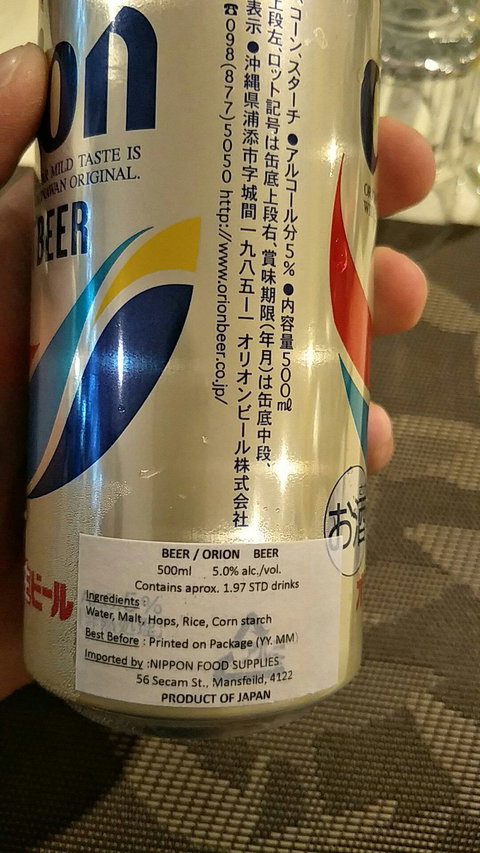 on
MILD TASTE IS
ORIGINAL.
BEER
コーンスターチ ●アルコール分5% ●内容量500㎖
上段左、ロット記号は缶底上段右、賞味期限(年月)は缶底中段、
表示 ●沖縄県浦添市字城間一九八五ー一 オリオンビール株式会社
☎098(877)5050 http://www.orionbeer.co.jp/
お酒
ビール
BEER / ORION BEER
500ml 5.0% alc./vol.
Contains aprox. 1.97 STD drinks
Ingredients
Water, Malt, Hops, Rice, Corn starch
Best Before : Printed on Package (YY. MM)
Imported by :NIPPON FOOD SUPPLIES
56 Secam St., Mansfeild, 4122
PRODUCT OF JAPAN